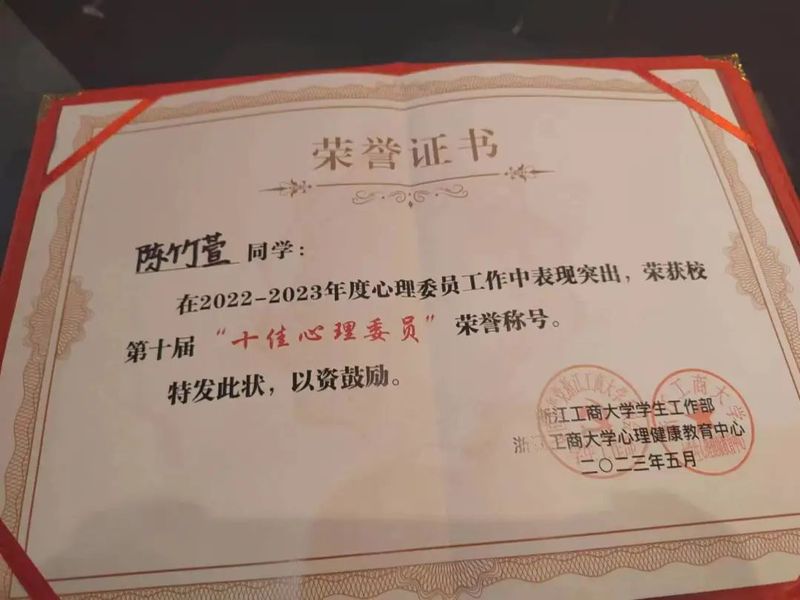 荣誉证书
陈竹萱 同学：
在2022-2023年度心理委员工作中表现突出，荣获校
第十届 “十佳心理委员” 荣誉称号。
特发此状，以资鼓励。
浙江工商大学学生工作部
浙江工商大学心理健康教育中心
二〇二三年五月